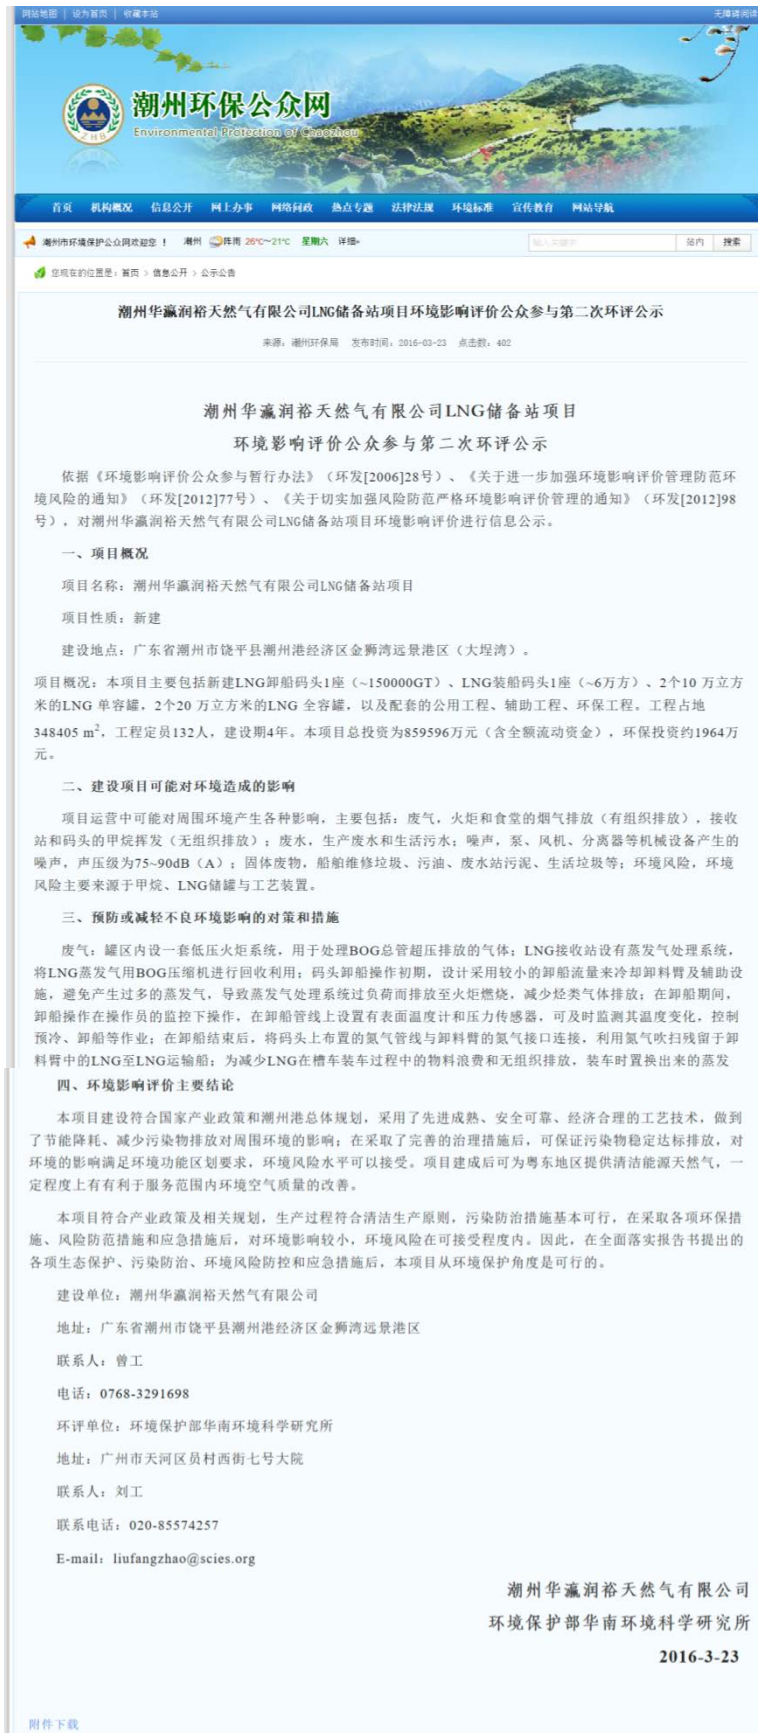 网站地图 | 设为首页 | 收藏本站
无障碍阅读
潮州环保公众网
Environmental Protection of Chaozhou
ZHB
首页 机构概况 信息公开 网上办事 网络问政 热点专题 法律法规 环境标准 宣传教育 网站导航
潮州市环境保护公众网欢迎您 ! 潮州 阵雨 26℃~21℃ 星期六 详细» 输入关键字 站内 搜索
您现在的位置是：首页 > 信息公开 > 公示公告
潮州华瀛润裕天然气有限公司LNG储备站项目环境影响评价公众参与第二次环评公示
来源：潮州环保局 发布时间：2016-03-23 点击数：402
潮州华瀛润裕天然气有限公司LNG储备站项目
环境影响评价公众参与第二次环评公示
依据《环境影响评价公众参与暂行办法》（环发[2006]28号）、《关于进一步加强环境影响评价管理防范环
境风险的通知》（环发[2012]77号）、《关于切实加强风险防范严格环境影响评价管理的通知》（环发[2012]98
号），对潮州华瀛润裕天然气有限公司LNG储备站项目环境影响评价进行信息公示。
一、项目概况
项目名称：潮州华瀛润裕天然气有限公司LNG储备站项目
项目性质：新建
建设地点：广东省潮州市饶平县潮州港经济区金狮湾远景港区（大埕湾）。
项目概况：本项目主要包括新建LNG卸船码头1座（~150000GT）、LNG装船码头1座（~6万方）、2个10 万立方
米的LNG 单容罐，2个20 万立方米的LNG 全容罐，以及配套的公用工程、辅助工程、环保工程。工程占地
348405 m²，工程定员132人，建设期4年。本项目总投资为859596万元（含全额流动资金），环保投资约1964万
元。
二、建设项目可能对环境造成的影响
项目运营中可能对周围环境产生各种影响，主要包括：废气，火炬和食堂的烟气排放（有组织排放），接收
站和码头的甲烷挥发（无组织排放）；废水，生产废水和生活污水；噪声，泵、风机、分离器等机械设备产生的
噪声，声压级为75~90dB（A）；固体废物，船舶维修垃圾、污油、废水站污泥、生活垃圾等；环境风险，环境
风险主要来源于甲烷、LNG储罐与工艺装置。
三、预防或减轻不良环境影响的对策和措施
废气：罐区内设一套低压火炬系统，用于处理BOG总管超压排放的气体；LNG接收站设有蒸发气处理系统，
将LNG蒸发气用BOG压缩机进行回收利用；码头卸船操作初期，设计采用较小的卸船流量来冷却卸料臂及辅助设
施，避免产生过多的蒸发气，导致蒸发气处理系统过负荷而排放至火炬燃烧，减少烃类气体排放；在卸船期间，
卸船操作在操作员的监控下操作，在卸船管线上设置有表面温度计和压力传感器，可及时监测其温度变化，控制
预冷、卸船等作业；在卸船结束后，将码头上布置的氮气管线与卸料臂的氮气接口连接，利用氮气吹扫残留于卸
料臂中的LNG至LNG运输船；为减少LNG在槽车装车过程中的物料浪费和无组织排放，装车时置换出来的蒸发
四、环境影响评价主要结论
本项目建设符合国家产业政策和潮州港总体规划，采用了先进成熟、安全可靠、经济合理的工艺技术，做到
了节能降耗、减少污染物排放对周围环境的影响；在采取了完善的治理措施后，可保证污染物稳定达标排放，对
环境的影响满足环境功能区划要求，环境风险水平可以接受。项目建成后可为粤东地区提供清洁能源天然气，一
定程度上有有利于服务范围内环境空气质量的改善。
本项目符合产业政策及相关规划，生产过程符合清洁生产原则，污染防治措施基本可行，在采取各项环保措
施、风险防范措施和应急措施后，对环境影响较小，环境风险在可接受程度内。因此，在全面落实报告书提出的
各项生态保护、污染防治、环境风险防控和应急措施后，本项目从环境保护角度是可行的。
建设单位：潮州华瀛润裕天然气有限公司
地址：广东省潮州市饶平县潮州港经济区金狮湾远景港区
联系人：曾工
电话：0768-3291698
环评单位：环境保护部华南环境科学研究所
地址：广州市天河区员村西街七号大院
联系人：刘工
联系电话：020-85574257
E-mail：liufangzhao@scies.org
潮州华瀛润裕天然气有限公司
环境保护部华南环境科学研究所
2016-3-23
附件下载